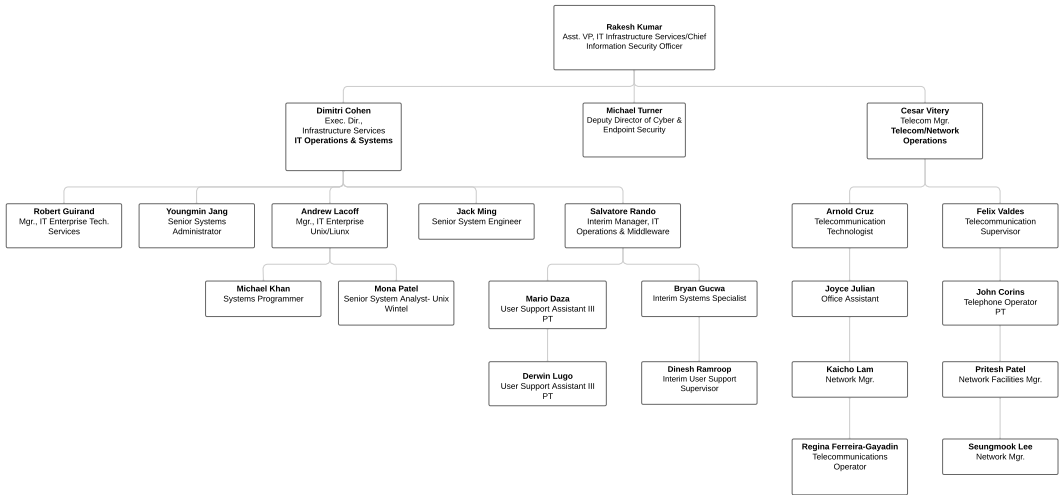 Rakesh Kumar
Asst. VP, IT Infrastructure Services/Chief
Information Security Officer
Dimitri Cohen
Exec. Dir.,
Infrastructure Services
IT Operations & Systems
Michael Turner
Deputy Director of Cyber &
Endpoint Security
Cesar Vitery
Telecom Mgr.
Telecom/Network
Operations
Robert Guirand
Mgr., IT Enterprise Tech.
Services
Youngmin Jang
Senior Systems
Administrator
Andrew Lacoff
Mgr., IT Enterprise
Unix/Liunx
Jack Ming
Senior System Engineer
Salvatore Rando
Interim Manager, IT
Operations & Middleware
Arnold Cruz
Telecommunication
Technologist
Felix Valdes
Telecommunication
Supervisor
Michael Khan
Systems Programmer
Mona Patel
Senior System Analyst- Unix
Wintel
Mario Daza
User Support Assistant III
PT
Bryan Gucwa
Interim Systems Specialist
Joyce Julian
Office Assistant
John Corins
Telephone Operator
PT
Derwin Lugo
User Support Assistant III
PT
Dinesh Ramroop
Interim User Support
Supervisor
Kaicho Lam
Network Mgr.
Pritesh Patel
Network Facilities Mgr.
Regina Ferreira-Gayadin
Telecommunications
Operator
Seungmook Lee
Network Mgr.